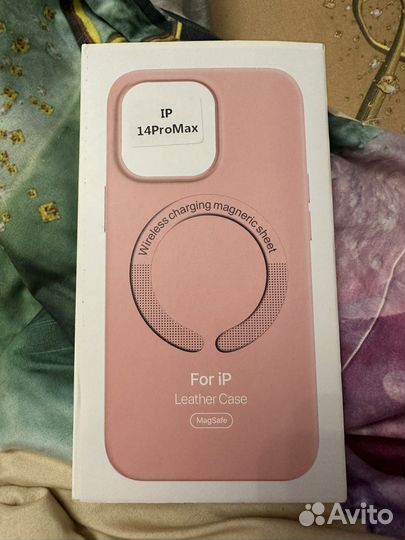 IP
14ProMax
Wireless charging magneric sheet
For iP
Leather Case
MagSafe
Avito